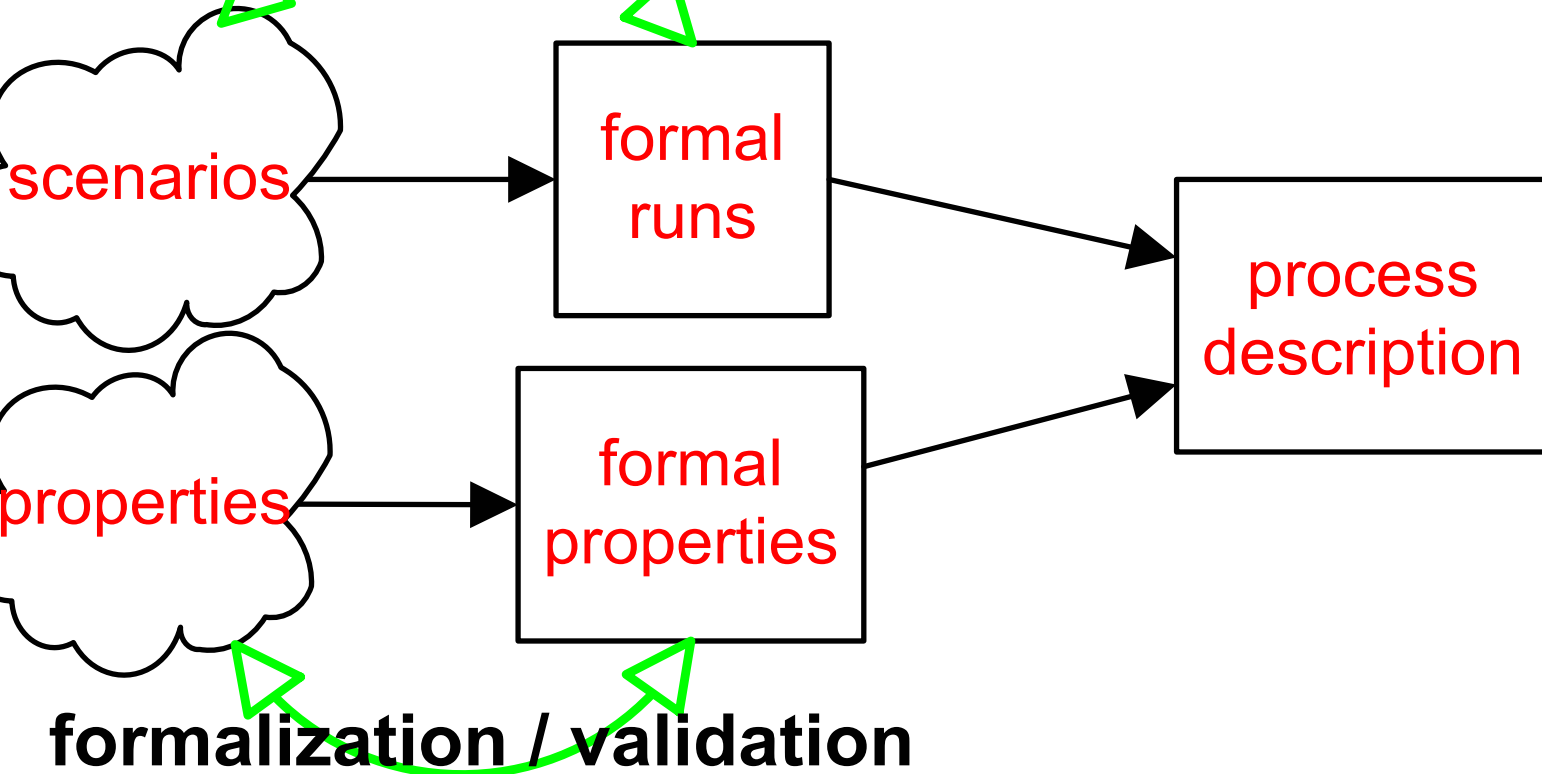 scenarios
formal
runs
process
description
properties
formal
properties
formalization / validation